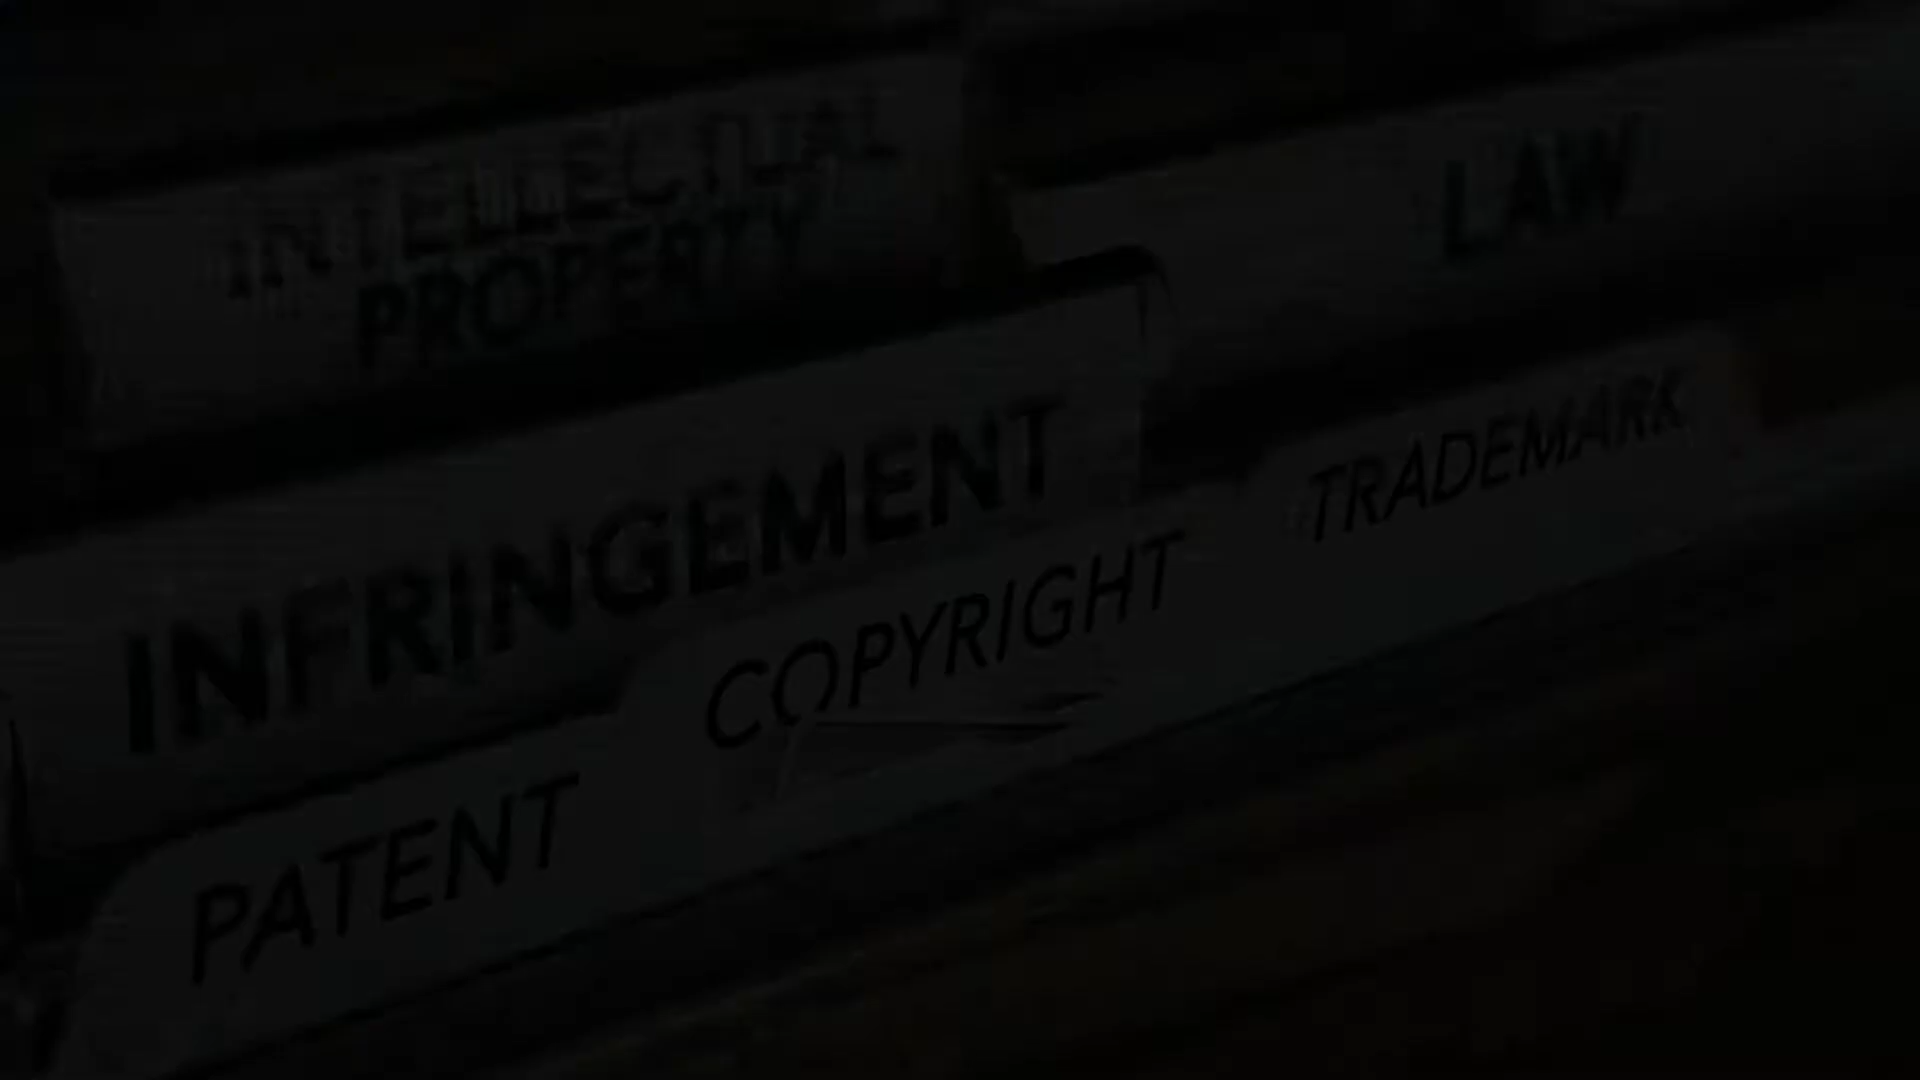 INTELLECTUAL
PROPERTY
LAW
INFRINGEMENT
TRADEMARK
COPYRIGHT
PATENT